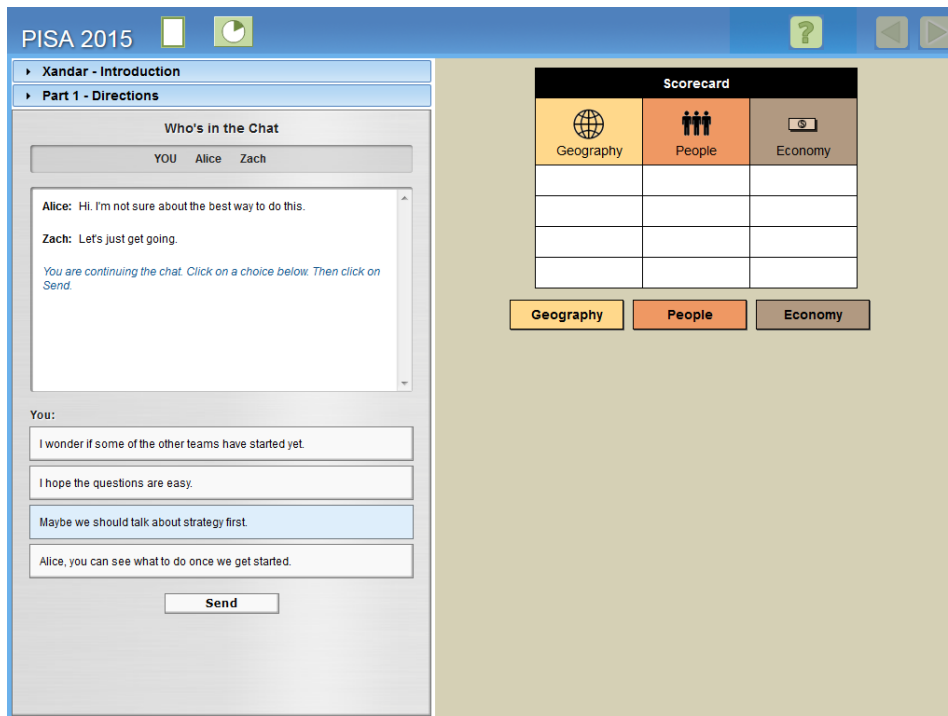 PISA 2015
?
Xandar - Introduction
Part 1 - Directions
Who's in the Chat
YOU Alice Zach
Alice: Hi. I'm not sure about the best way to do this.
Zach: Let's just get going.
You are continuing the chat. Click on a choice below. Then click on
Send.
You:
I wonder if some of the other teams have started yet.
I hope the questions are easy.
Maybe we should talk about strategy first.
Alice, you can see what to do once we get started.
Send
Scorecard
Geography People Economy
Geography People Economy